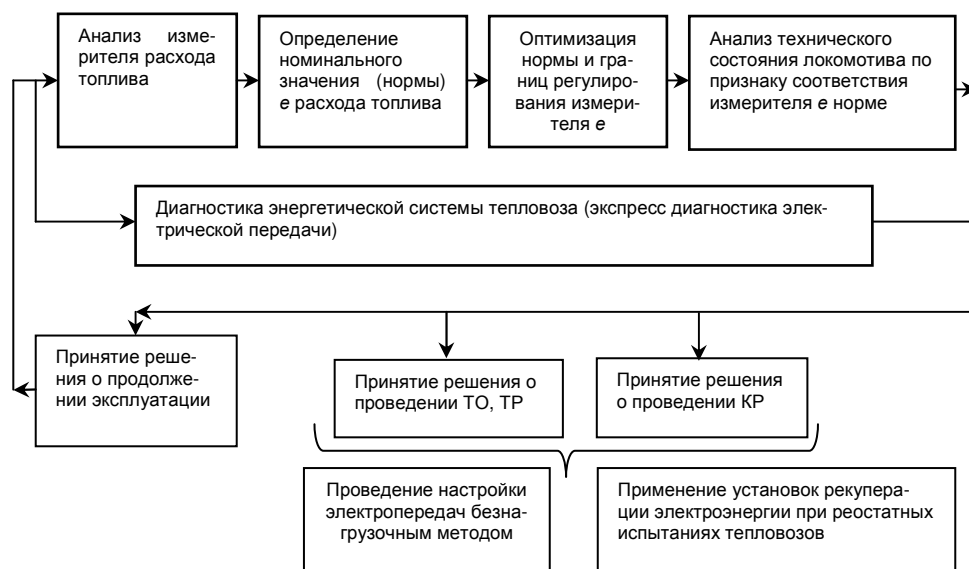 Анализ изме-
рителя расхода
топлива
Определение
номинального
значения (нормы)
е расхода топлива
Оптимизация
нормы и гра-
ниц регулиро-
вания измери-
теля е
Анализ технического
состояния локомотива по
признаку соответствия
измерителя е норме
Диагностика энергетической системы тепловоза (экспресс диагностика элек-
трической передачи)
Принятие реше-
ния о продолже-
нии эксплуатации
Принятие решения о
проведении ТО, ТР
Принятие решения
о проведении КР
Проведение настройки
электропередач безна-
грузочным методом
Применение установок рекупера-
ции электроэнергии при реостатных
испытаниях тепловозов